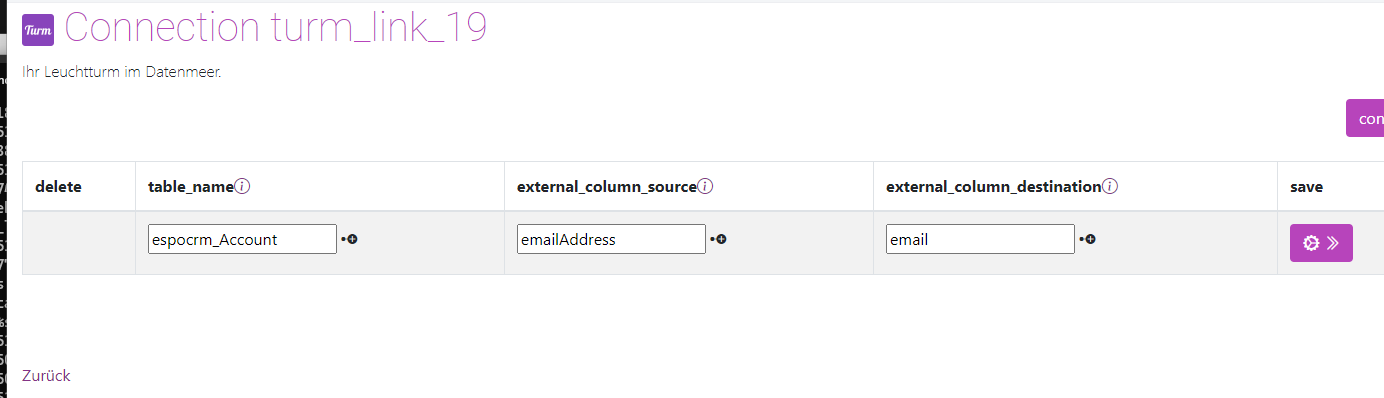 Turm Connection turm_link_19
Ihr Leuchtturm im Datenmeer.
con
delete table_name external_column_source external_column_destination save
espocrm_Account emailAddress email
Zurück